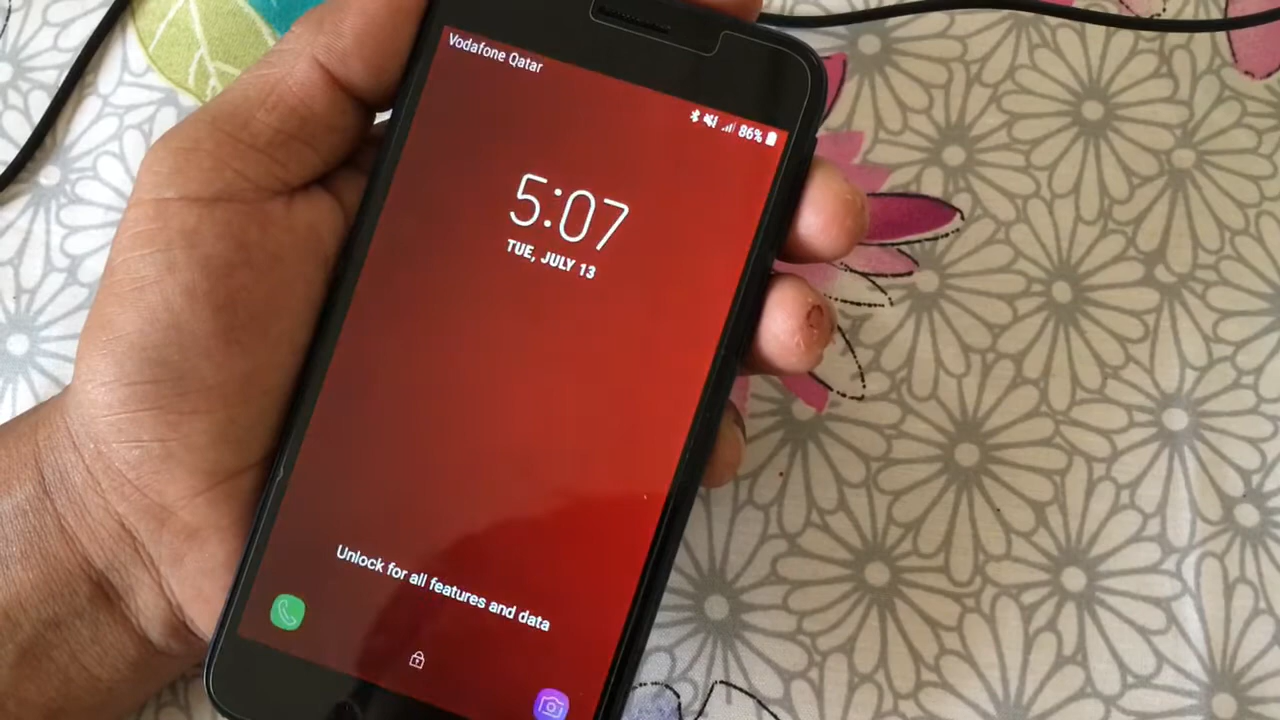 Vodafone Qatar
86%
5:07
TUE, JULY 13
Unlock for all features and data